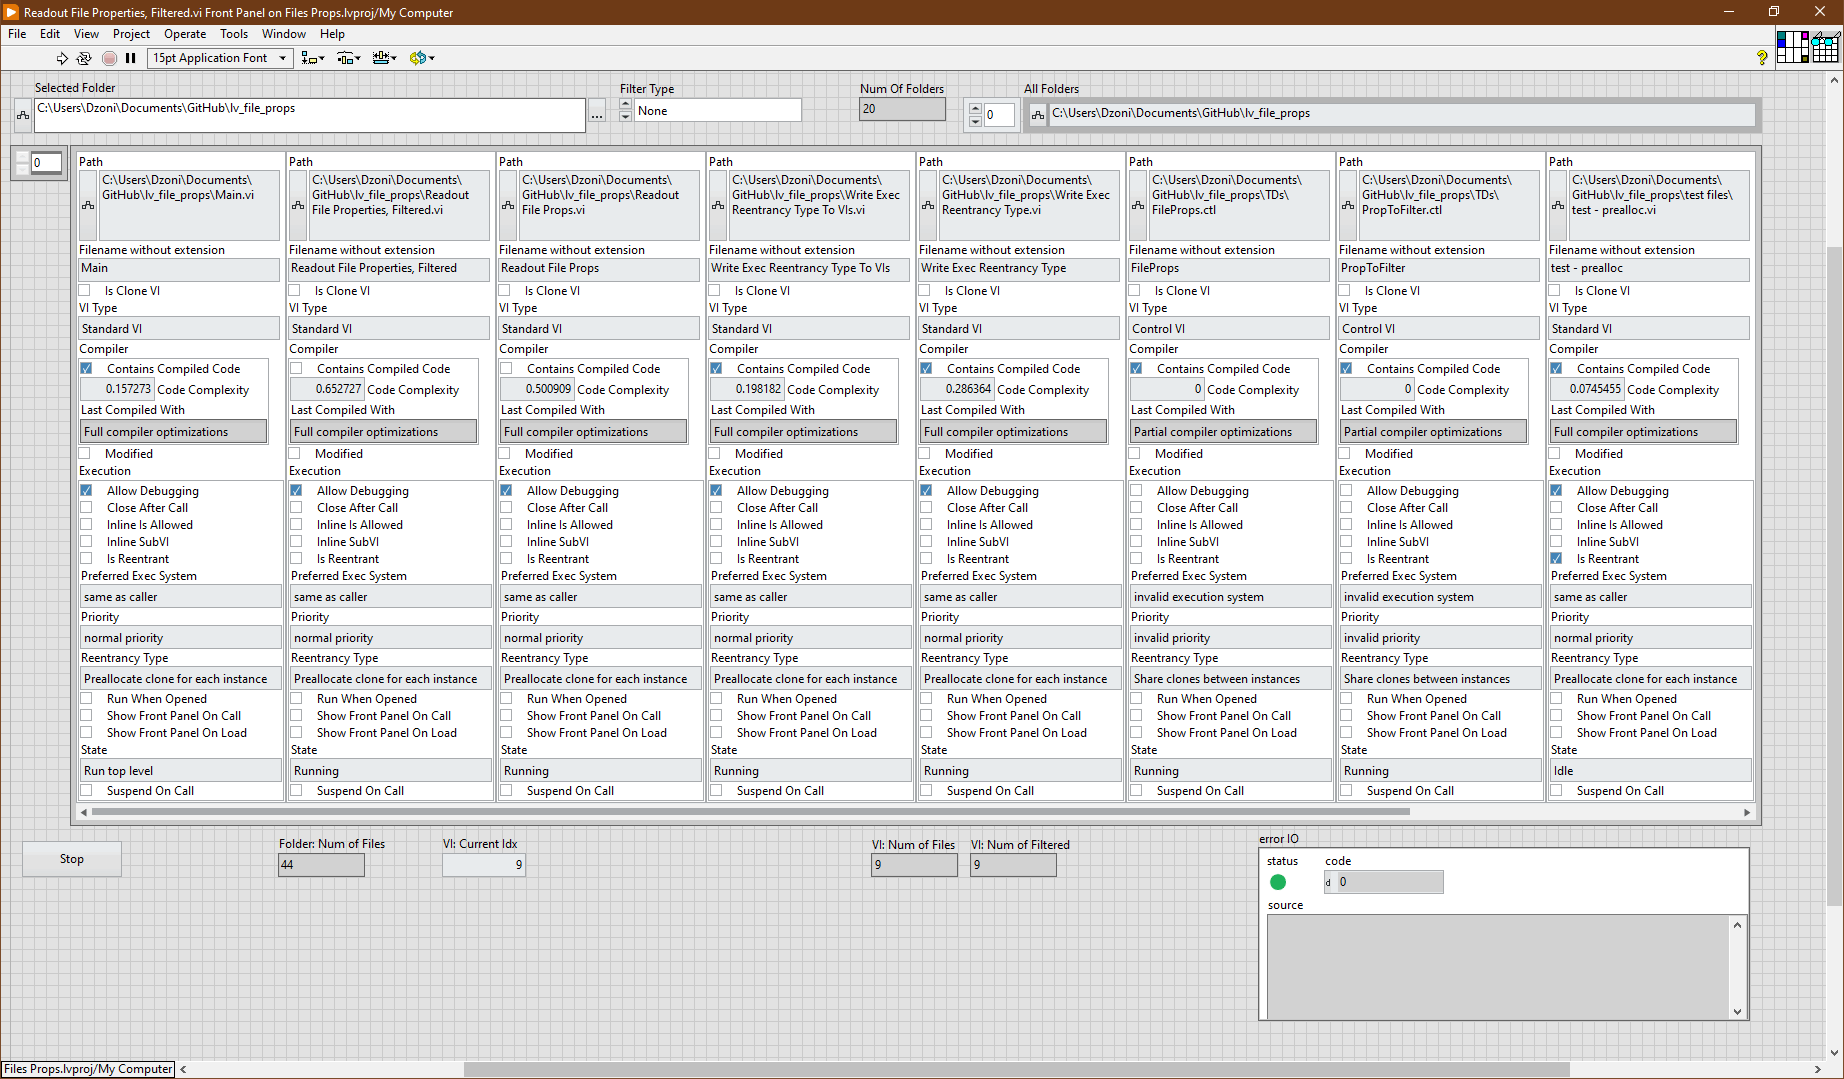 Readout File Properties, Filtered.vi Front Panel on Files Props.lvproj/My Computer
File Edit View Project Operate Tools Window Help
15pt Application Font
Selected Folder
C:\Users\Dzoni\Documents\GitHub\lv_file_props
...
Filter Type
None
Num Of Folders
20
0
All Folders
C:\Users\Dzoni\Documents\GitHub\lv_file_props
0
Path
C:\Users\Dzoni\Documents\
GitHub\lv_file_props\Main.vi
Filename without extension
Main
Is Clone VI
VI Type
Standard VI
Compiler
Contains Compiled Code
0.157273 Code Complexity
Last Compiled With
Full compiler optimizations
Modified
Execution
Allow Debugging
Close After Call
Inline Is Allowed
Inline SubVI
Is Reentrant
Preferred Exec System
same as caller
Priority
normal priority
Reentrancy Type
Preallocate clone for each instance
Run When Opened
Show Front Panel On Call
Show Front Panel On Load
State
Run top level
Suspend On Call
Path
C:\Users\Dzoni\Documents\
GitHub\lv_file_props\Readout
File Properties, Filtered.vi
Filename without extension
Readout File Properties, Filtered
Is Clone VI
VI Type
Standard VI
Compiler
Contains Compiled Code
0.652727 Code Complexity
Last Compiled With
Full compiler optimizations
Modified
Execution
Allow Debugging
Close After Call
Inline Is Allowed
Inline SubVI
Is Reentrant
Preferred Exec System
same as caller
Priority
normal priority
Reentrancy Type
Preallocate clone for each instance
Run When Opened
Show Front Panel On Call
Show Front Panel On Load
State
Running
Suspend On Call
Path
C:\Users\Dzoni\Documents\
GitHub\lv_file_props\Readout
File Props.vi
Filename without extension
Readout File Props
Is Clone VI
VI Type
Standard VI
Compiler
Contains Compiled Code
0.500909 Code Complexity
Last Compiled With
Full compiler optimizations
Modified
Execution
Allow Debugging
Close After Call
Inline Is Allowed
Inline SubVI
Is Reentrant
Preferred Exec System
same as caller
Priority
normal priority
Reentrancy Type
Preallocate clone for each instance
Run When Opened
Show Front Panel On Call
Show Front Panel On Load
State
Running
Suspend On Call
Path
C:\Users\Dzoni\Documents\
GitHub\lv_file_props\Write Exec
Reentrancy Type To VIs.vi
Filename without extension
Write Exec Reentrancy Type To VIs
Is Clone VI
VI Type
Standard VI
Compiler
Contains Compiled Code
0.198182 Code Complexity
Last Compiled With
Full compiler optimizations
Modified
Execution
Allow Debugging
Close After Call
Inline Is Allowed
Inline SubVI
Is Reentrant
Preferred Exec System
same as caller
Priority
normal priority
Reentrancy Type
Preallocate clone for each instance
Run When Opened
Show Front Panel On Call
Show Front Panel On Load
State
Running
Suspend On Call
Path
C:\Users\Dzoni\Documents\
GitHub\lv_file_props\Write Exec
Reentrancy Type.vi
Filename without extension
Write Exec Reentrancy Type
Is Clone VI
VI Type
Standard VI
Compiler
Contains Compiled Code
0.286364 Code Complexity
Last Compiled With
Full compiler optimizations
Modified
Execution
Allow Debugging
Close After Call
Inline Is Allowed
Inline SubVI
Is Reentrant
Preferred Exec System
same as caller
Priority
normal priority
Reentrancy Type
Preallocate clone for each instance
Run When Opened
Show Front Panel On Call
Show Front Panel On Load
State
Running
Suspend On Call
Path
C:\Users\Dzoni\Documents\
GitHub\lv_file_props\TDs\
FileProps.ctl
Filename without extension
FileProps
Is Clone VI
VI Type
Control VI
Compiler
Contains Compiled Code
0 Code Complexity
Last Compiled With
Partial compiler optimizations
Modified
Execution
Allow Debugging
Close After Call
Inline Is Allowed
Inline SubVI
Is Reentrant
Preferred Exec System
invalid execution system
Priority
invalid priority
Reentrancy Type
Share clones between instances
Run When Opened
Show Front Panel On Call
Show Front Panel On Load
State
Running
Suspend On Call
Path
C:\Users\Dzoni\Documents\
GitHub\lv_file_props\TDs\
PropToFilter.ctl
Filename without extension
PropToFilter
Is Clone VI
VI Type
Control VI
Compiler
Contains Compiled Code
0 Code Complexity
Last Compiled With
Partial compiler optimizations
Modified
Execution
Allow Debugging
Close After Call
Inline Is Allowed
Inline SubVI
Is Reentrant
Preferred Exec System
invalid execution system
Priority
invalid priority
Reentrancy Type
Share clones between instances
Run When Opened
Show Front Panel On Call
Show Front Panel On Load
State
Running
Suspend On Call
Path
C:\Users\Dzoni\Documents\
GitHub\lv_file_props\test files\
test - prealloc.vi
Filename without extension
test - prealloc
Is Clone VI
VI Type
Standard VI
Compiler
Contains Compiled Code
0.0745455 Code Complexity
Last Compiled With
Full compiler optimizations
Modified
Execution
Allow Debugging
Close After Call
Inline Is Allowed
Inline SubVI
Is Reentrant
Preferred Exec System
same as caller
Priority
normal priority
Reentrancy Type
Preallocate clone for each instance
Run When Opened
Show Front Panel On Call
Show Front Panel On Load
State
Idle
Suspend On Call
Stop
Folder: Num of Files
44
VI: Current Idx
9
VI: Num of Files
9
VI: Num of Filtered
9
error IO
status code
d 0
source
Files Props.lvproj/My Computer